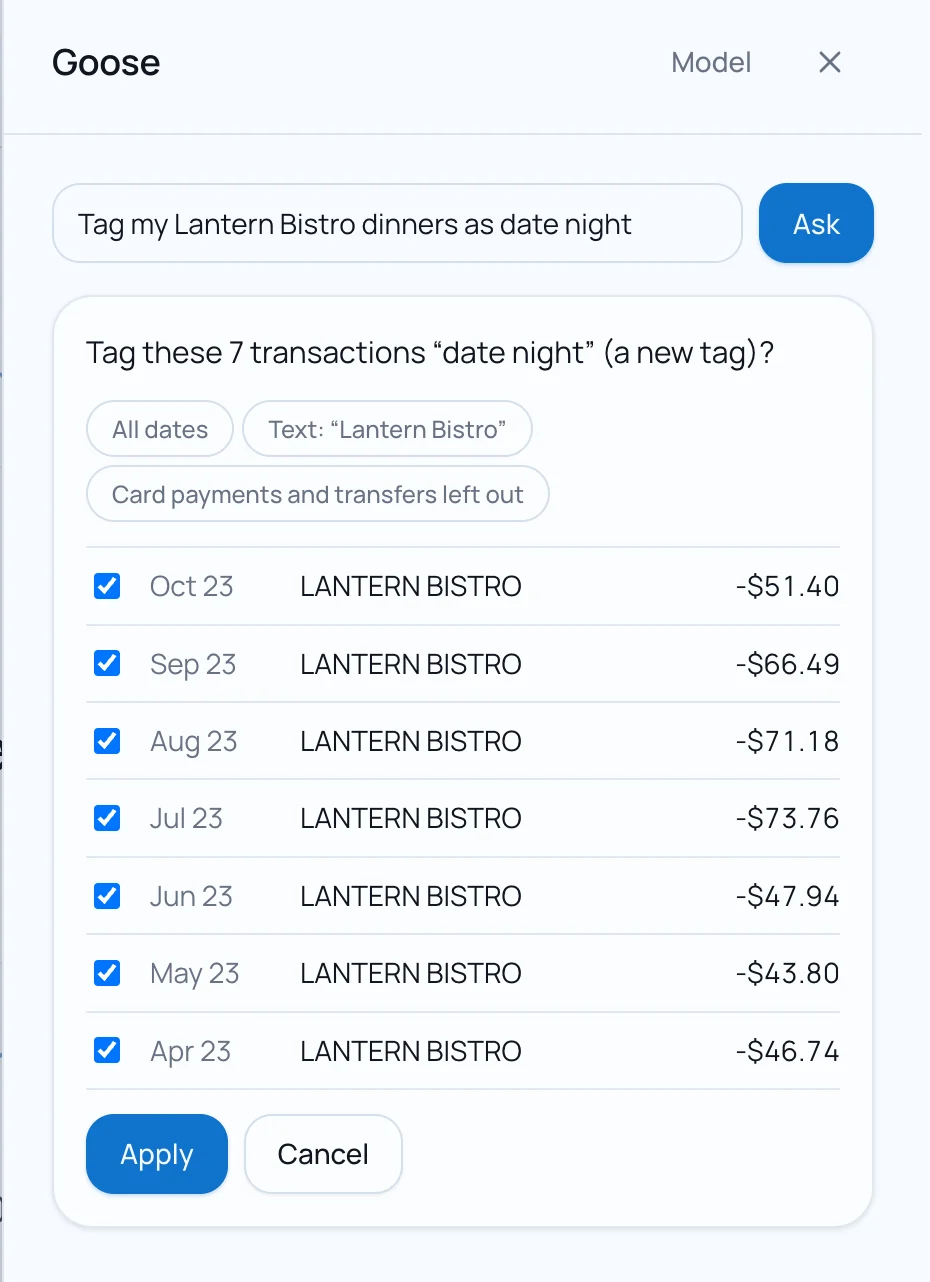 Goose
Model
Tag my Lantern Bistro dinners as date night
Ask
Tag these 7 transactions “date night” (a new tag)?
All dates
Text: “Lantern Bistro”
Card payments and transfers left out
Oct 23 LANTERN BISTRO -$51.40
Sep 23 LANTERN BISTRO -$66.49
Aug 23 LANTERN BISTRO -$71.18
Jul 23 LANTERN BISTRO -$73.76
Jun 23 LANTERN BISTRO -$47.94
May 23 LANTERN BISTRO -$43.80
Apr 23 LANTERN BISTRO -$46.74
Apply
Cancel